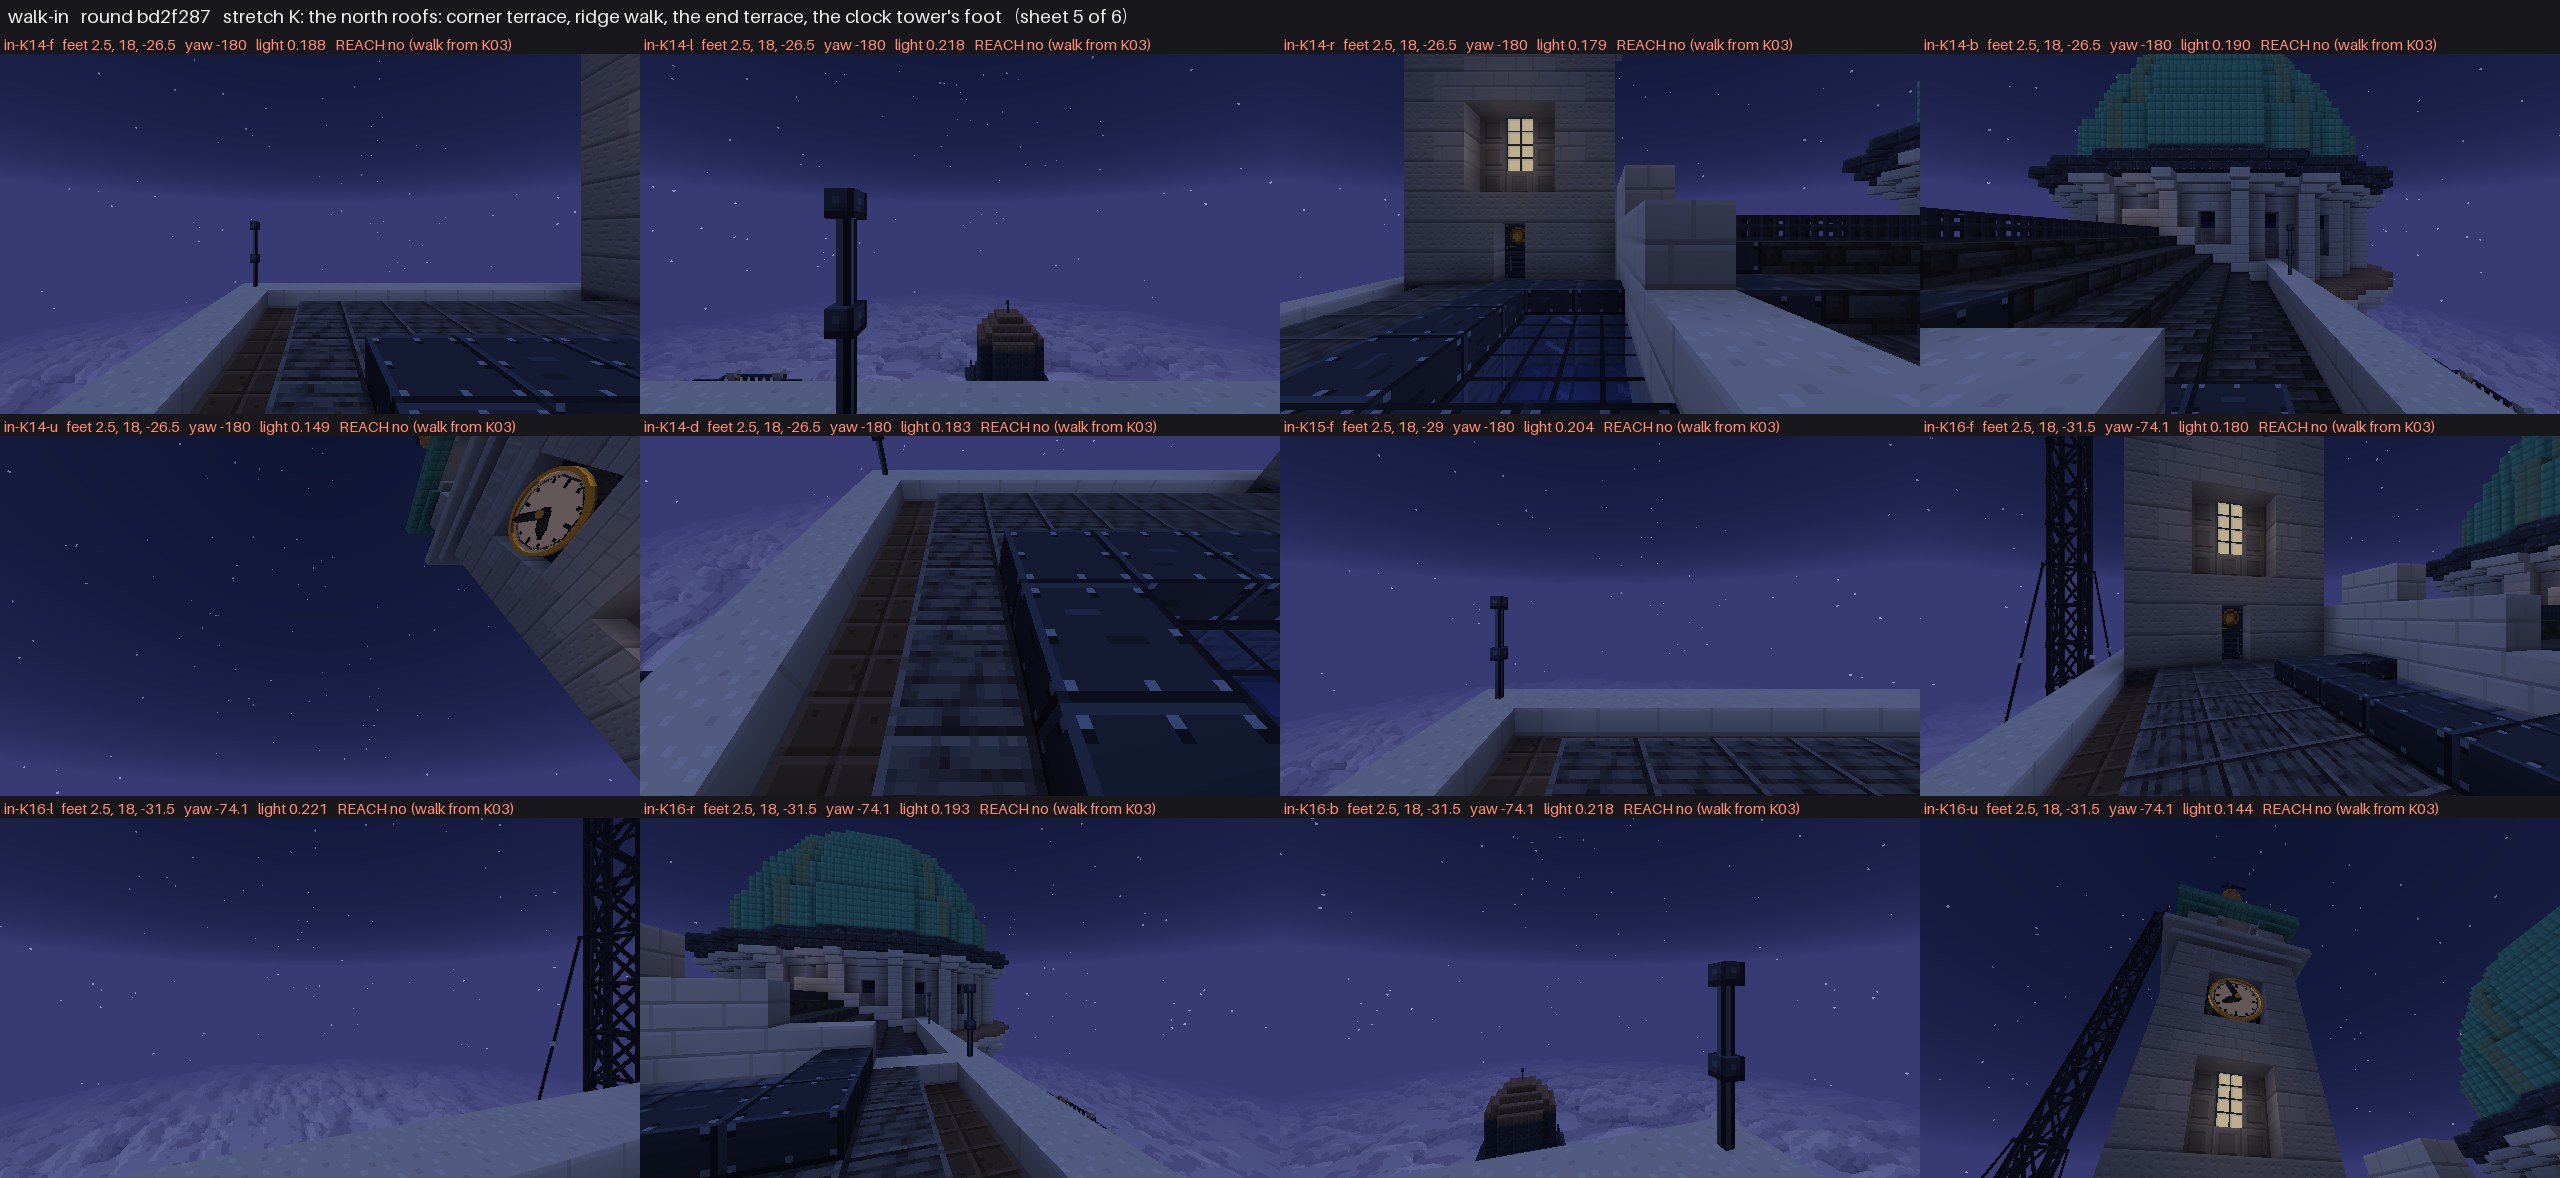 walk-in round bd2f287 stretch K: the north roofs: corner terrace, ridge walk, the end terrace, the clock tower's foot (sheet 5 of 6)
in-K14-f feet 2.5, 18, -26.5 yaw -180 light 0.188 REACH no (walk from K03)
in-K14-l feet 2.5, 18, -26.5 yaw -180 light 0.218 REACH no (walk from K03)
in-K14-r feet 2.5, 18, -26.5 yaw -180 light 0.179 REACH no (walk from K03)
in-K14-b feet 2.5, 18, -26.5 yaw -180 light 0.190 REACH no (walk from K03)
in-K14-u feet 2.5, 18, -26.5 yaw -180 light 0.149 REACH no (walk from K03)
in-K14-d feet 2.5, 18, -26.5 yaw -180 light 0.183 REACH no (walk from K03)
in-K15-f feet 2.5, 18, -29 yaw -180 light 0.204 REACH no (walk from K03)
in-K16-f feet 2.5, 18, -31.5 yaw -74.1 light 0.180 REACH no (walk from K03)
in-K16-l feet 2.5, 18, -31.5 yaw -74.1 light 0.221 REACH no (walk from K03)
in-K16-r feet 2.5, 18, -31.5 yaw -74.1 light 0.193 REACH no (walk from K03)
in-K16-b feet 2.5, 18, -31.5 yaw -74.1 light 0.218 REACH no (walk from K03)
in-K16-u feet 2.5, 18, -31.5 yaw -74.1 light 0.144 REACH no (walk from K03)